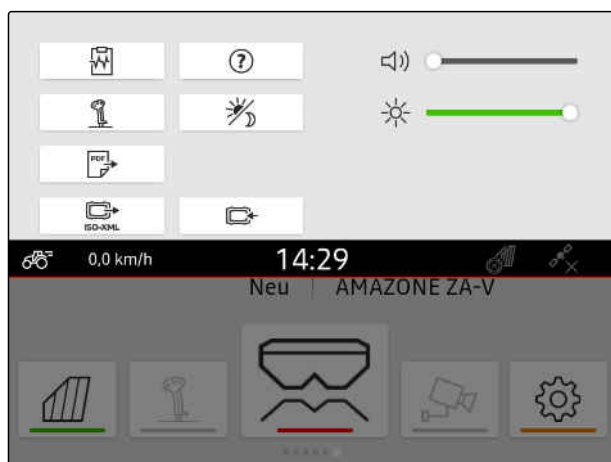 ?
PDF
ISO-XML
0,0 km/h
14:29
Neu
AMAZONE ZA-V